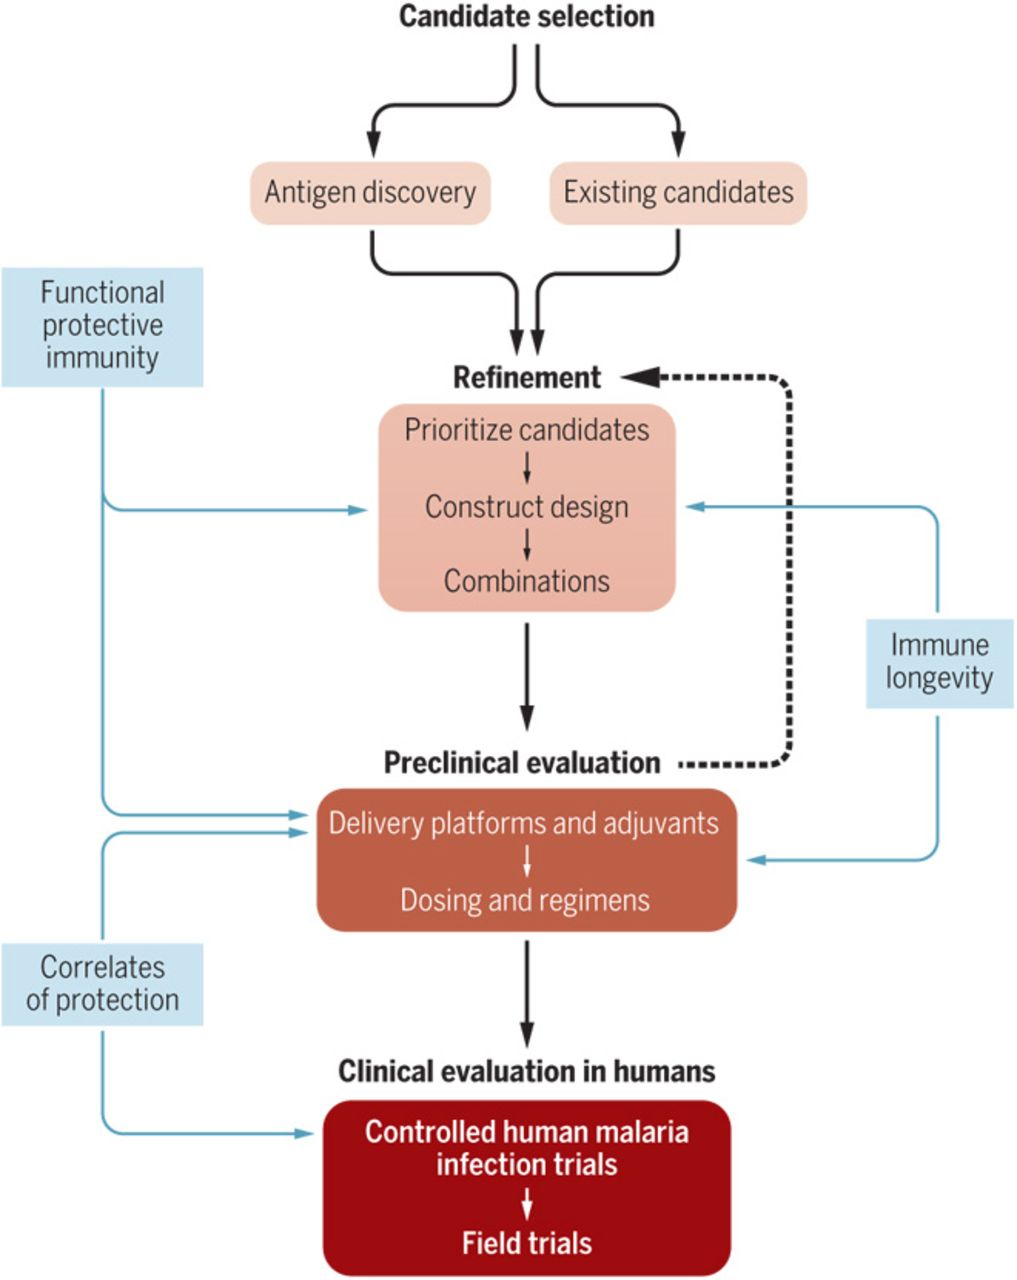 Candidate selection
Antigen discovery
Existing candidates
Functional
protective
immunity
Refinement
Prioritize candidates
Construct design
Combinations
Immune
longevity
Preclinical evaluation
Delivery platforms and adjuvants
Dosing and regimens
Correlates
of protection
Clinical evaluation in humans
Controlled human malaria
infection trials
Field trials